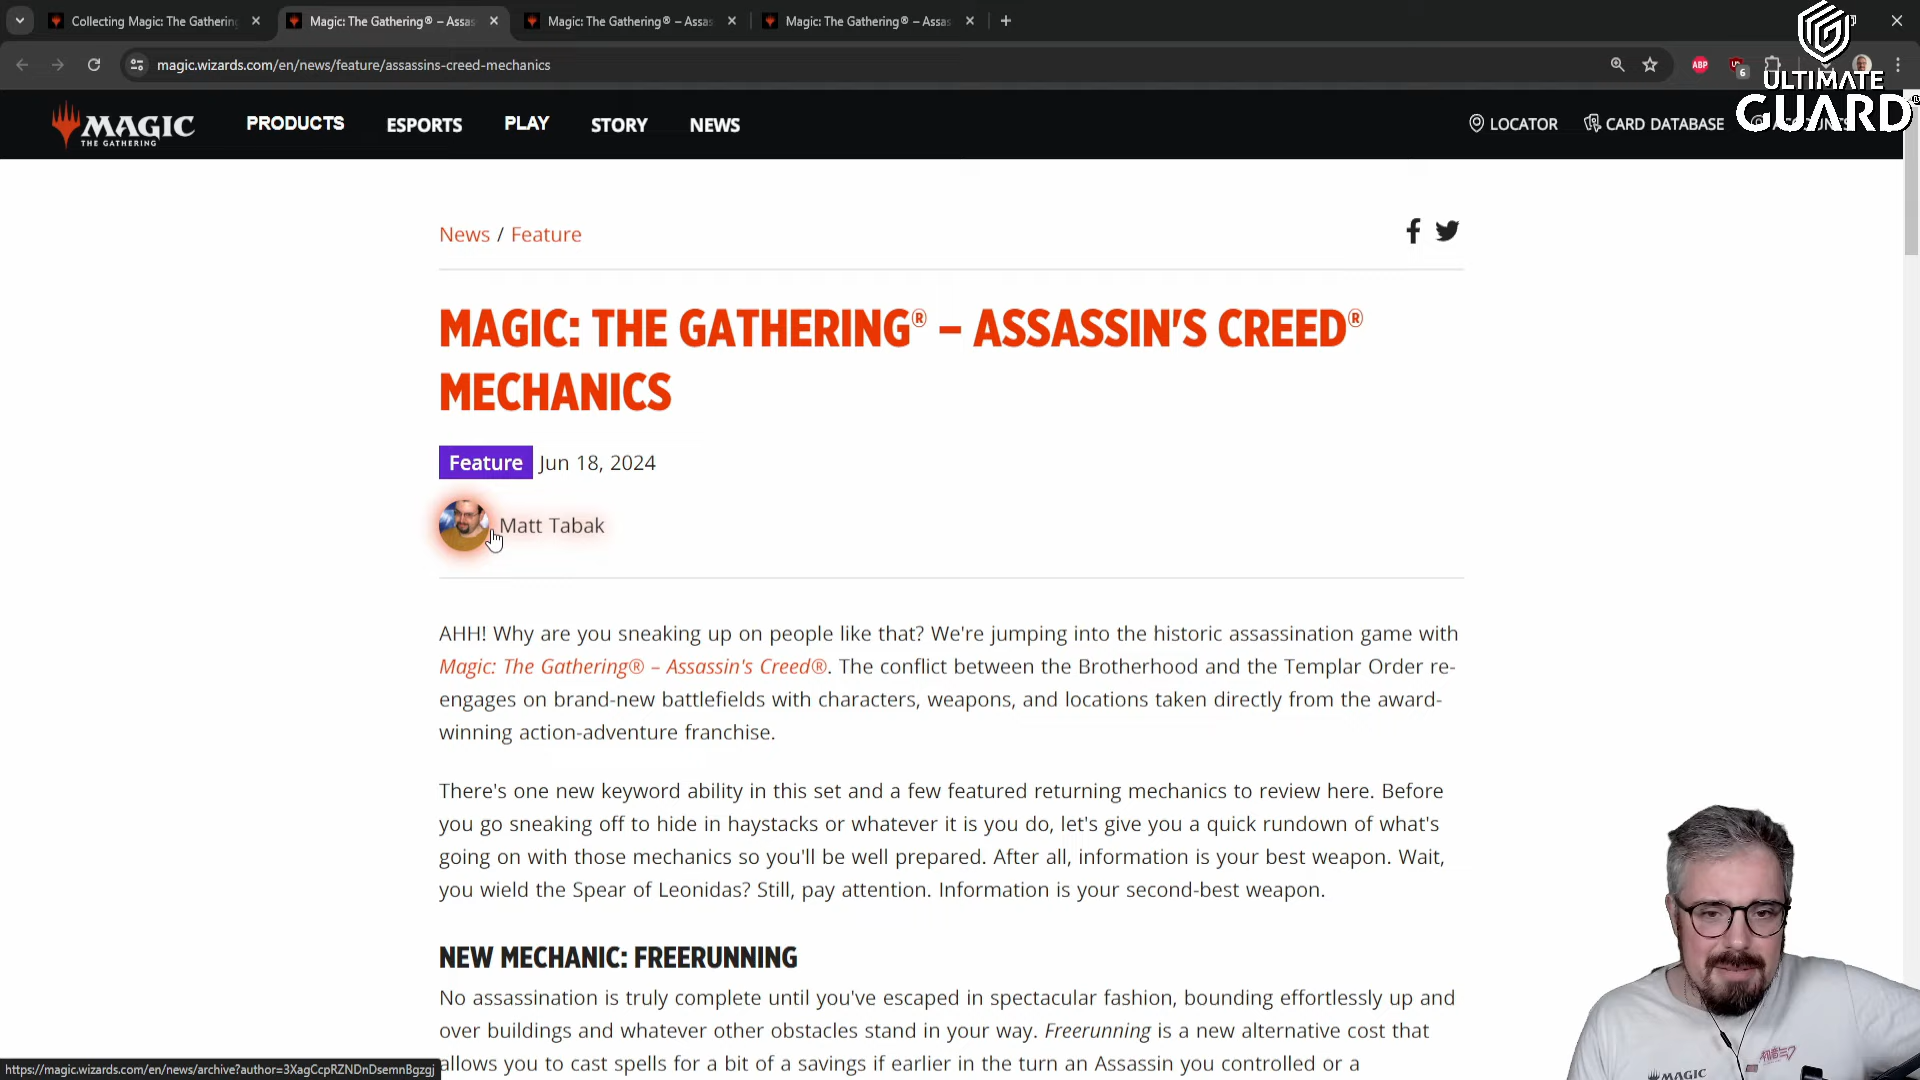 Collecting Magic: The Gatherin
Magic: The Gathering® – Assas
Magic: The Gathering® – Assas
Magic: The Gathering® – Assas
magic.wizards.com/en/news/feature/assassins-creed-mechanics
ABP
6
ULTIMATE
GUARD
MAGIC
THE GATHERING
PRODUCTS
ESPORTS
PLAY
STORY
NEWS
LOCATOR
CARD DATABASE
News / Feature
MAGIC: THE GATHERING® – ASSASSIN'S CREED®
MECHANICS
Feature Jun 18, 2024
Matt Tabak
AHH! Why are you sneaking up on people like that? We're jumping into the historic assassination game with
Magic: The Gathering® – Assassin's Creed®. The conflict between the Brotherhood and the Templar Order re-
engages on brand-new battlefields with characters, weapons, and locations taken directly from the award-
winning action-adventure franchise.
There's one new keyword ability in this set and a few featured returning mechanics to review here. Before
you go sneaking off to hide in haystacks or whatever it is you do, let's give you a quick rundown of what's
going on with those mechanics so you'll be well prepared. After all, information is your best weapon. Wait,
you wield the Spear of Leonidas? Still, pay attention. Information is your second-best weapon.
NEW MECHANIC: FREERUNNING
No assassination is truly complete until you've escaped in spectacular fashion, bounding effortlessly up and
over buildings and whatever other obstacles stand in your way. Freerunning is a new alternative cost that
allows you to cast spells for a bit of a savings if earlier in the turn an Assassin you controlled or a
https://magic.wizards.com/en/news/archive?author=3XagCcpRZNDnDsemnBgzgj
MAGIC